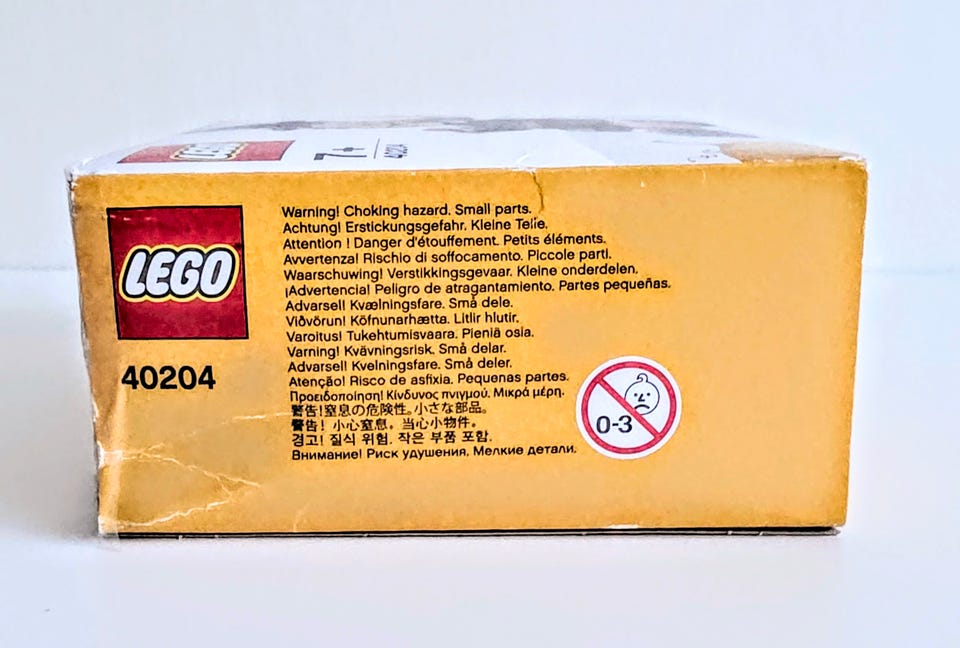 LEGO
7+
40204
LEGO
40204
Warning! Choking hazard. Small parts.
Achtung! Erstickungsgefahr. Kleine Teile.
Attention ! Danger d'étouffement. Petits éléments.
Avvertenza! Rischio di soffocamento. Piccole parti.
Waarschuwing! Verstikkingsgevaar. Kleine onderdelen.
¡Advertencia! Peligro de atragantamiento. Partes pequeñas.
Advarsel! Kvælningsfare. Små dele.
Viðvörun! Köfnunarhætta. Litlir hlutir.
Varoitus! Tukehtumisvaara. Pieniä osia.
Varning! Kvävningsrisk. Små delar.
Advarsel! Kvelningsfare. Små deler.
Atenção! Risco de asfixia. Pequenas partes.
Προειδοποίηση! Κίνδυνος πνιγμού. Μικρά μέρη.
警告!窒息の危険性。小さな部品。
警告! 小心窒息。当心小物件。
경고! 질식 위험. 작은 부품 포함.
Внимание! Риск удушения, Мелкие детали.
0-3